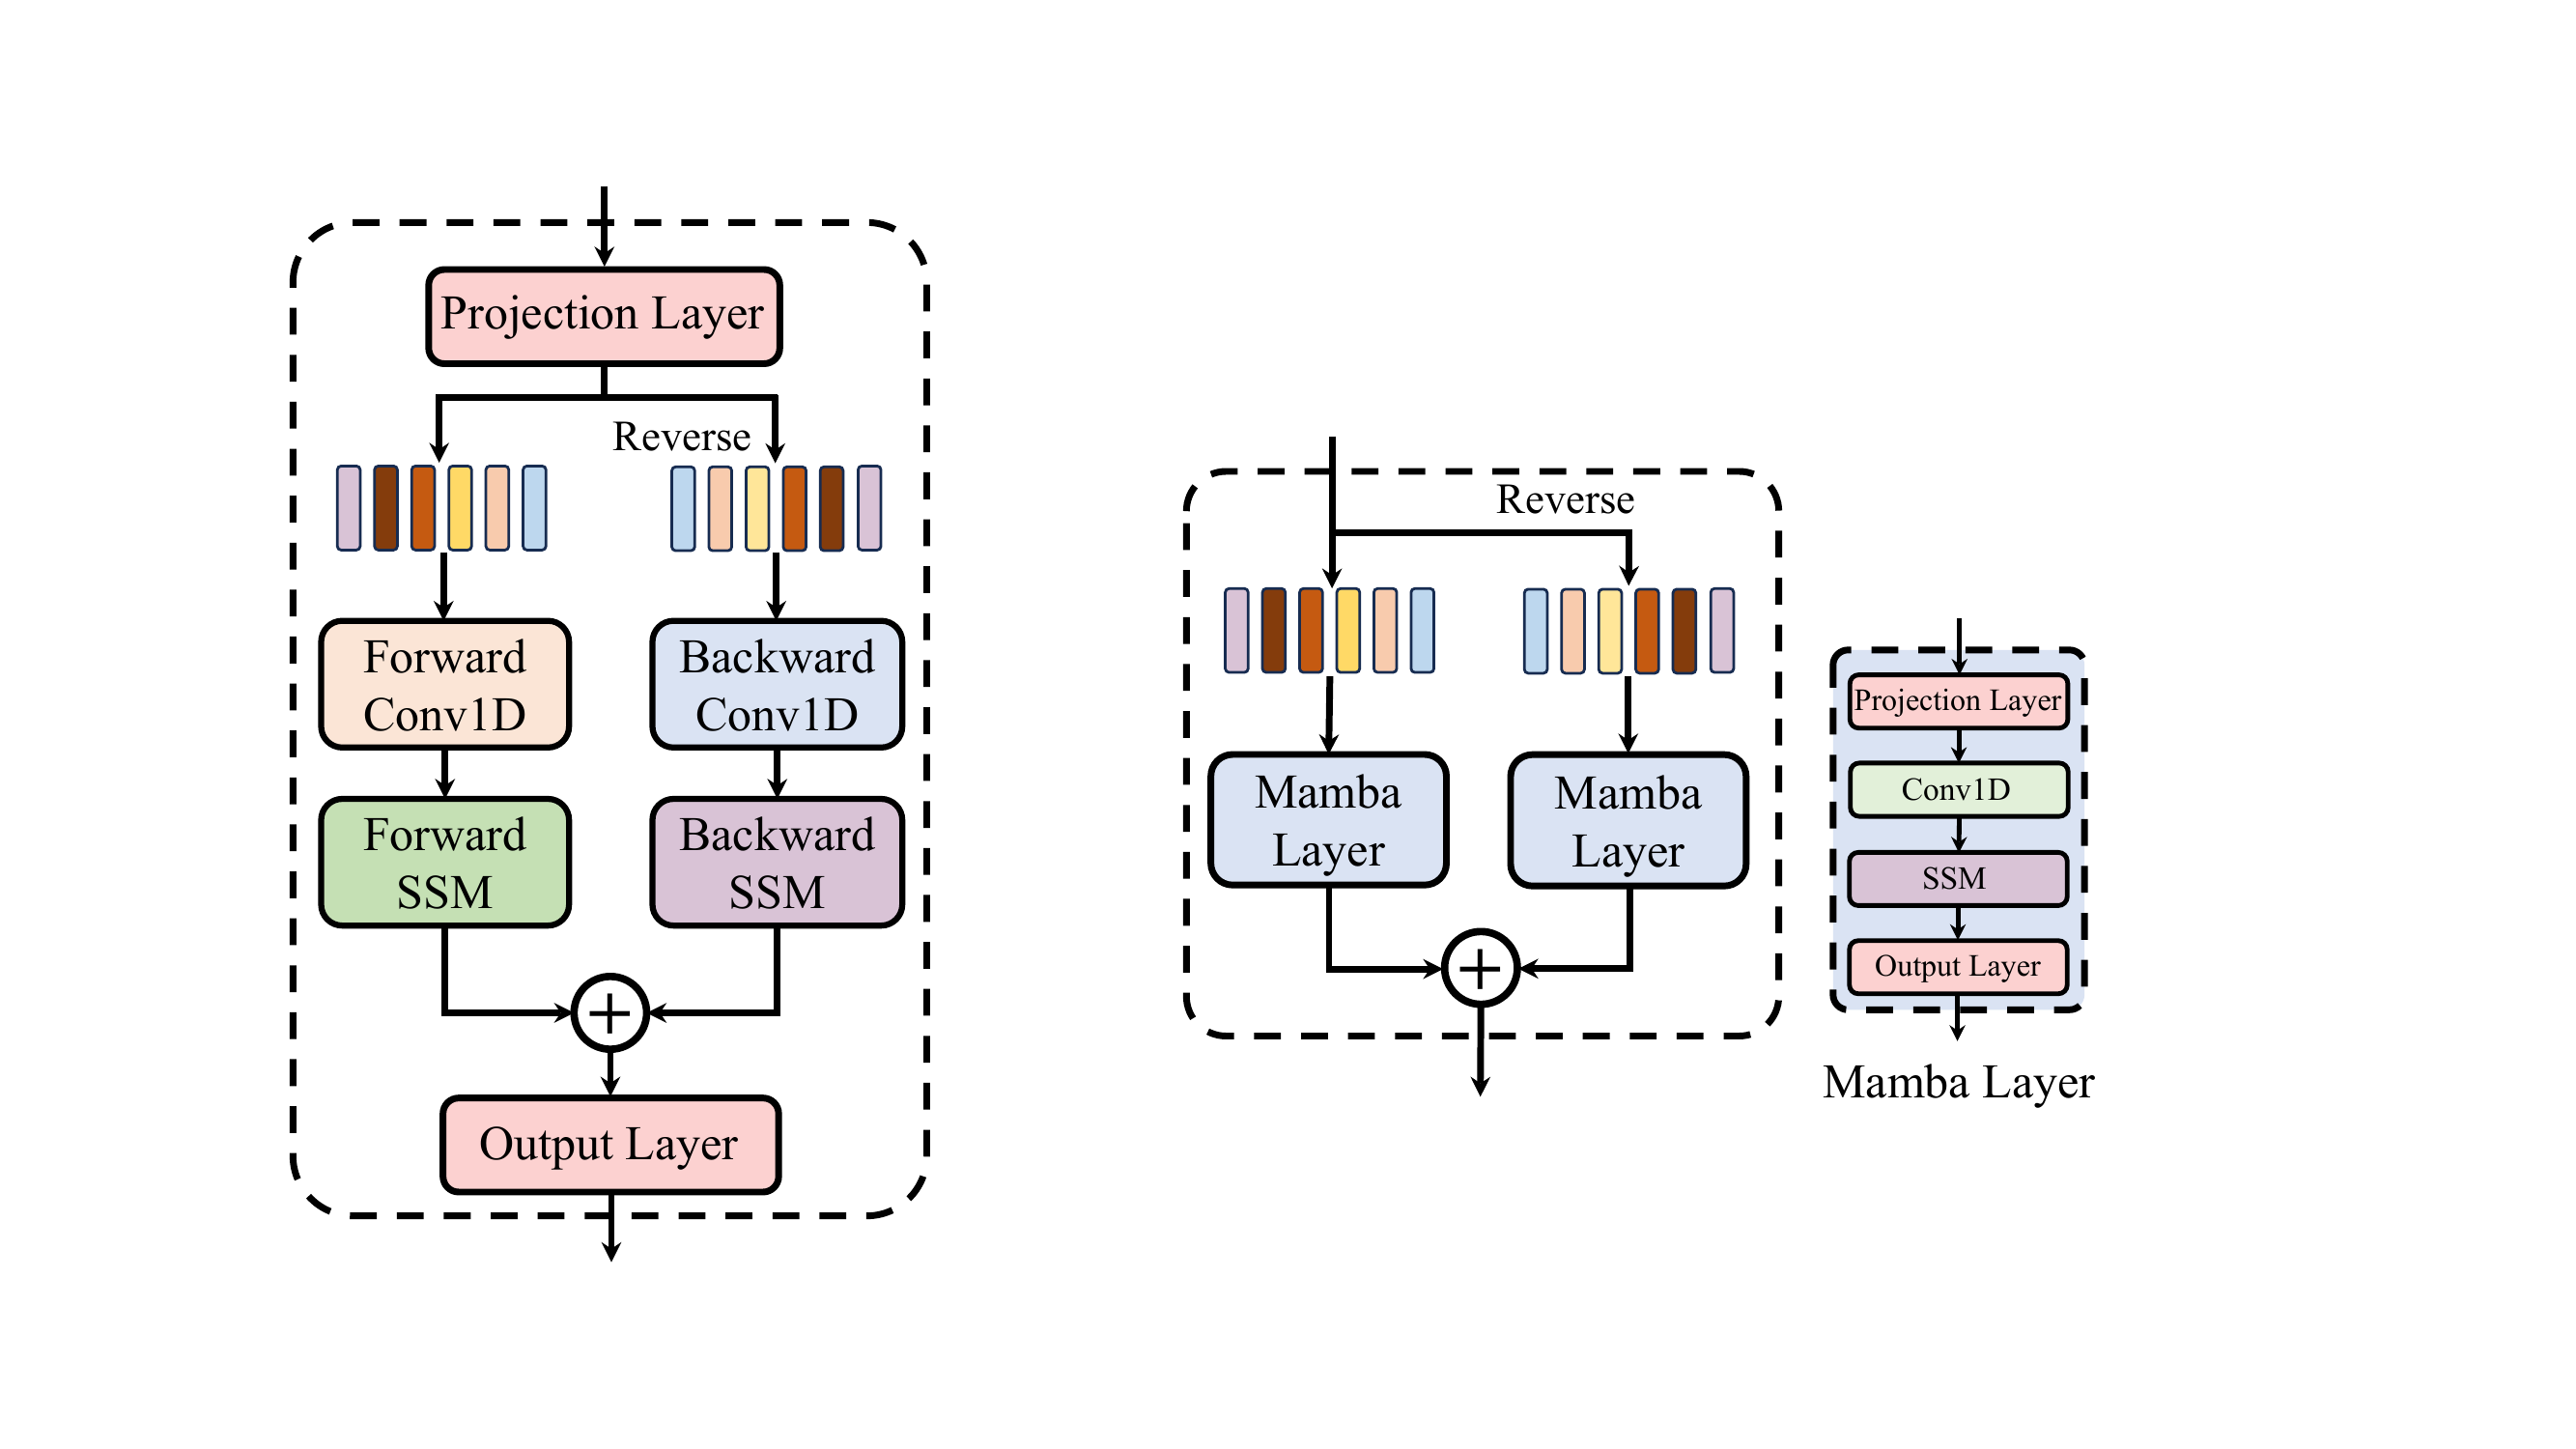 Projection Layer
Reverse
Forward
Conv1D
Backward
Conv1D
Forward
SSM
Backward
SSM
+
Output Layer
Reverse
Mamba
Layer
Mamba
Layer
+
Projection Layer
Conv1D
SSM
Output Layer
Mamba Layer